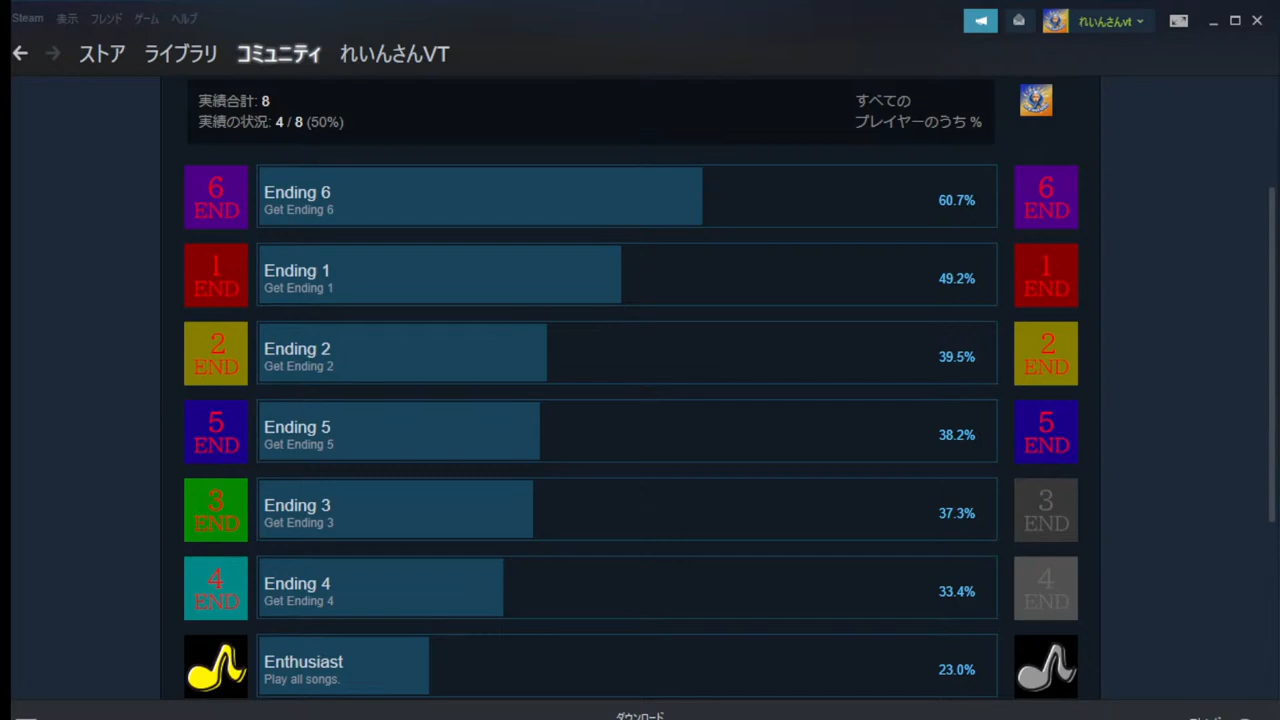 Steam 表示 フレンド ゲーム ヘルプ
れいんさんvt
ストア ライブラリ コミュニティ れいんさんVT
実績合計: 8
実績の状況: 4 / 8 (50%)
すべての
プレイヤーのうち %
6
END
Ending 6
Get Ending 6
60.7%
6
END
1
END
Ending 1
Get Ending 1
49.2%
1
END
2
END
Ending 2
Get Ending 2
39.5%
2
END
5
END
Ending 5
Get Ending 5
38.2%
5
END
3
END
Ending 3
Get Ending 3
37.3%
3
END
4
END
Ending 4
Get Ending 4
33.4%
4
END
Enthusiast
Play all songs.
23.0%
ダウンロード